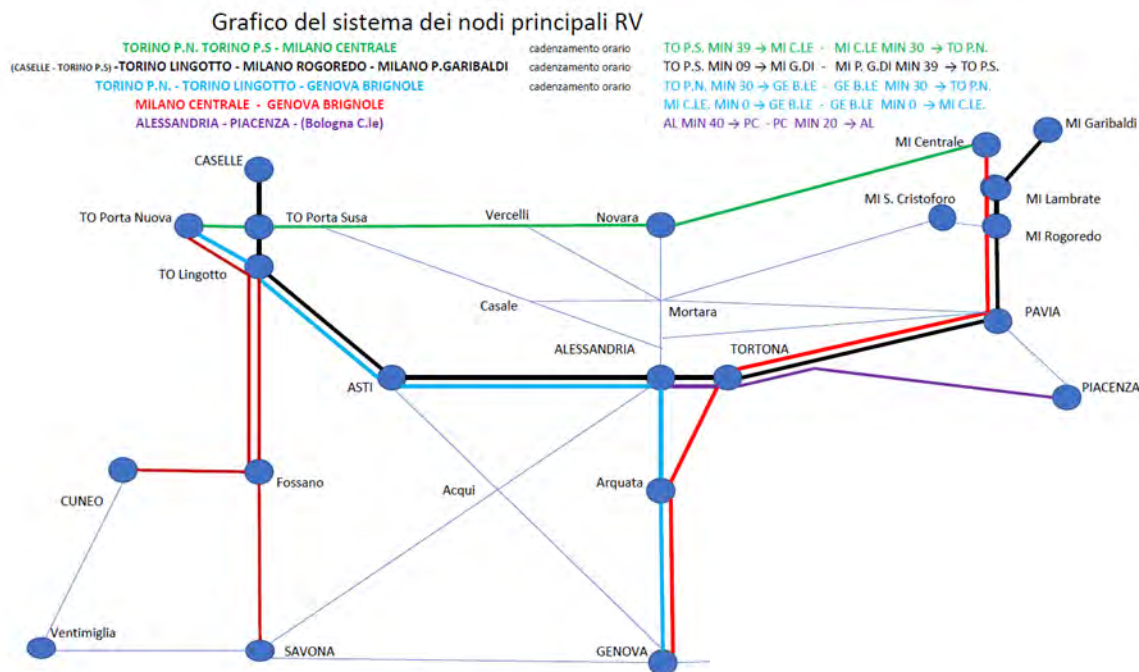 Grafico del sistema dei nodi principali RV
TORINO P.N. TORINO P.S - MILANO CENTRALE cadenzamento orario TO P.S. MIN 39 → MI C.LE - MI C.LE MIN 30 → TO P.N.
(CASELLE - TORINO P.S) -TORINO LINGOTTO - MILANO ROGOREDO - MILANO P.GARIBALDI cadenzamento orario TO P.S. MIN 09 → MI G.DI - MI P. G.DI MIN 39 → TO P.S.
TORINO P.N. - TORINO LINGOTTO - GENOVA BRIGNOLE cadenzamento orario TO P.N. MIN 30 → GE B.LE - GE B.LE MIN 30 → TO P.N.
MILANO CENTRALE - GENOVA BRIGNOLE MI C.LE. MIN 0 → GE B.LE - GE B.LE MIN 0 → MI C.LE.
ALESSANDRIA - PIACENZA - (Bologna C.le) AL MIN 40 → PC - PC MIN 20 → AL
MI Garibaldi
MI Centrale
CASELLE
MI S. Cristoforo
MI Lambrate
TO Porta Nuova
TO Porta Susa
Vercelli
Novara
MI Rogoredo
TO Lingotto
Casale
Mortara
PAVIA
ALESSANDRIA
TORTONA
ASTI
PIACENZA
CUNEO
Fossano
Acqui
Arquata
Ventimiglia
SAVONA
GENOVA